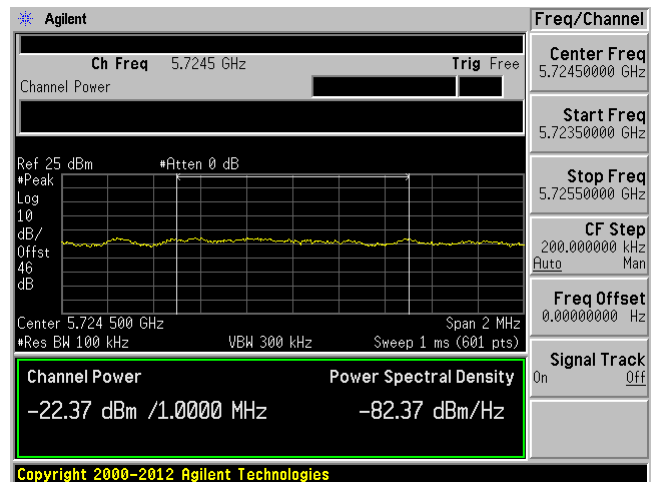 Agilent
Freq/Channel
Ch Freq 5.7245 GHz Trig Free
Channel Power
Center Freq
5.72450000 GHz
Start Freq
5.72350000 GHz
Stop Freq
5.72550000 GHz
CF Step
200.000000 kHz
Auto Man
Freq Offset
0.00000000 Hz
Signal Track
On Off
Ref 25 dBm #Atten 0 dB
#Peak
Log
10
dB/
Offst
46
dB
Center 5.724 500 GHz Span 2 MHz
#Res BW 100 kHz VBW 300 kHz Sweep 1 ms (601 pts)
Channel Power Power Spectral Density
-22.37 dBm /1.0000 MHz -82.37 dBm/Hz
Copyright 2000-2012 Agilent Technologies